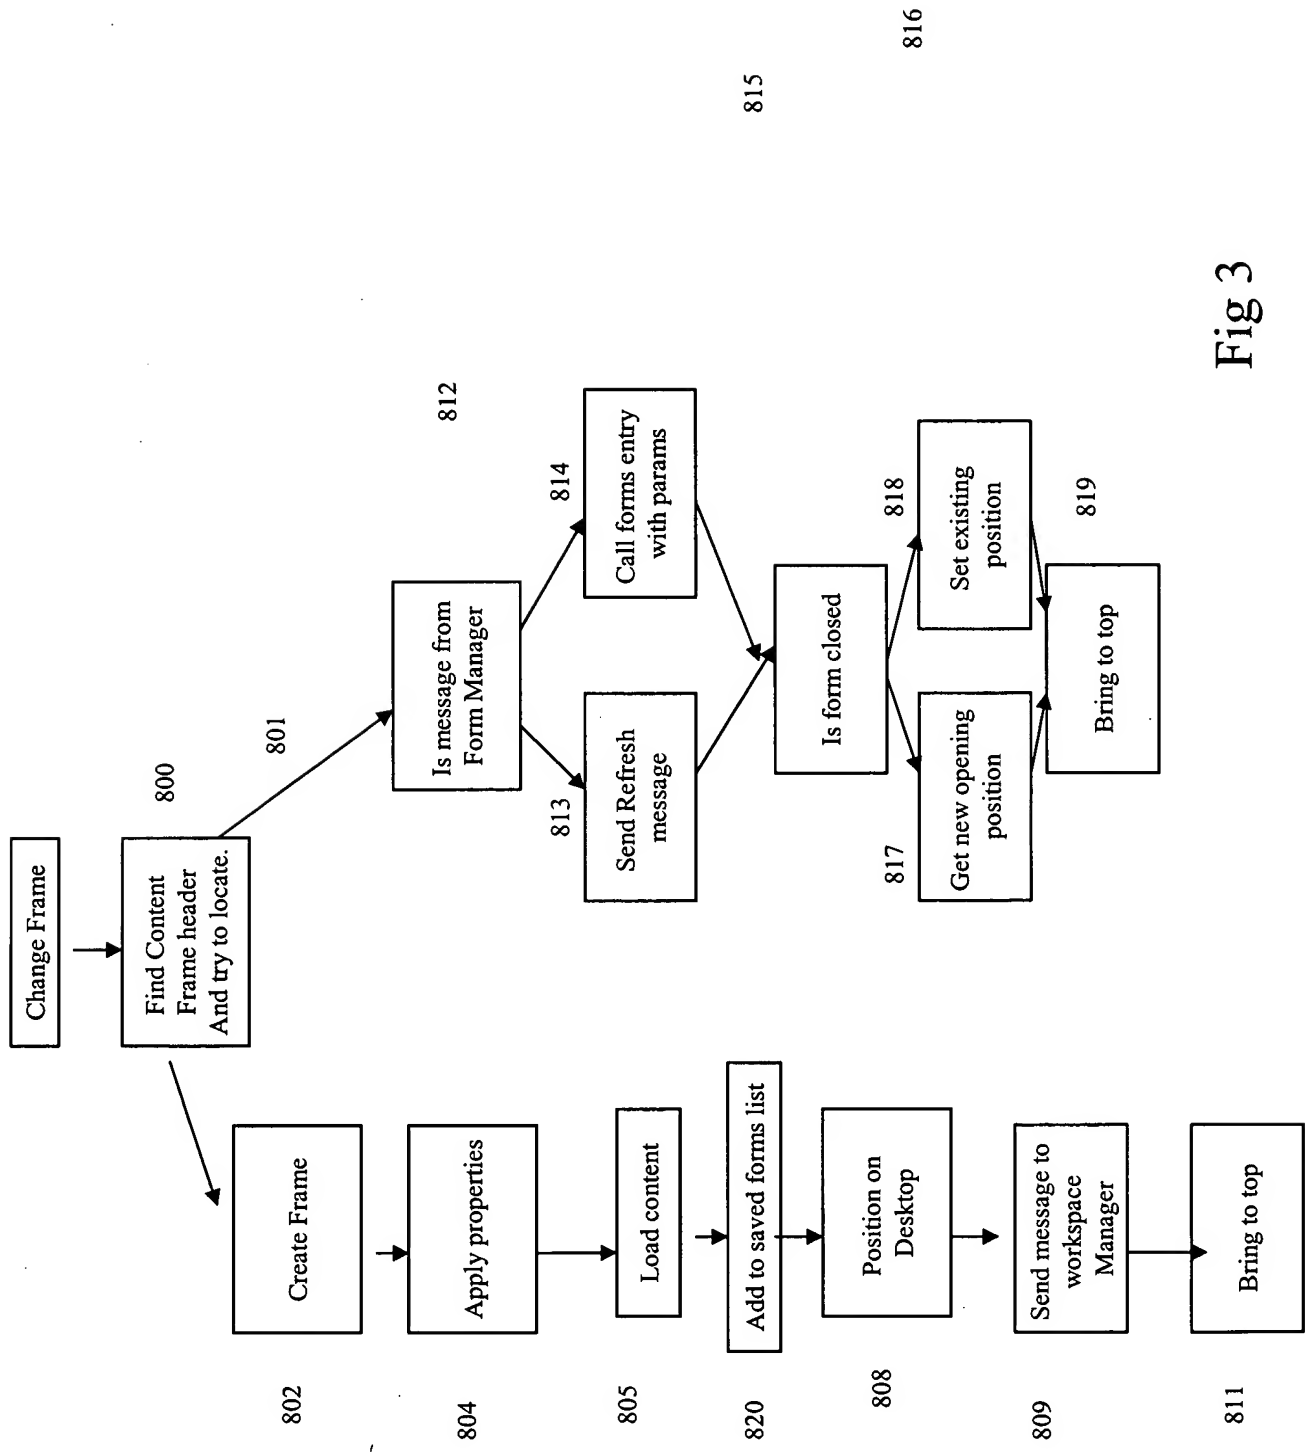 Change Frame
800
Find Content
Frame header
And try to locate.
801
802
Create Frame
804
Apply properties
805
Load content
820
Add to saved forms list
808
Position on
Desktop
809
Send message to
workspace
Manager
811
Bring to top
812
Is message from
Form Manager
813
Send Refresh
message
814
Call forms entry
with params
815
Is form closed
816
817
Get new opening
position
818
Set existing
position
819
Bring to top
Fig 3